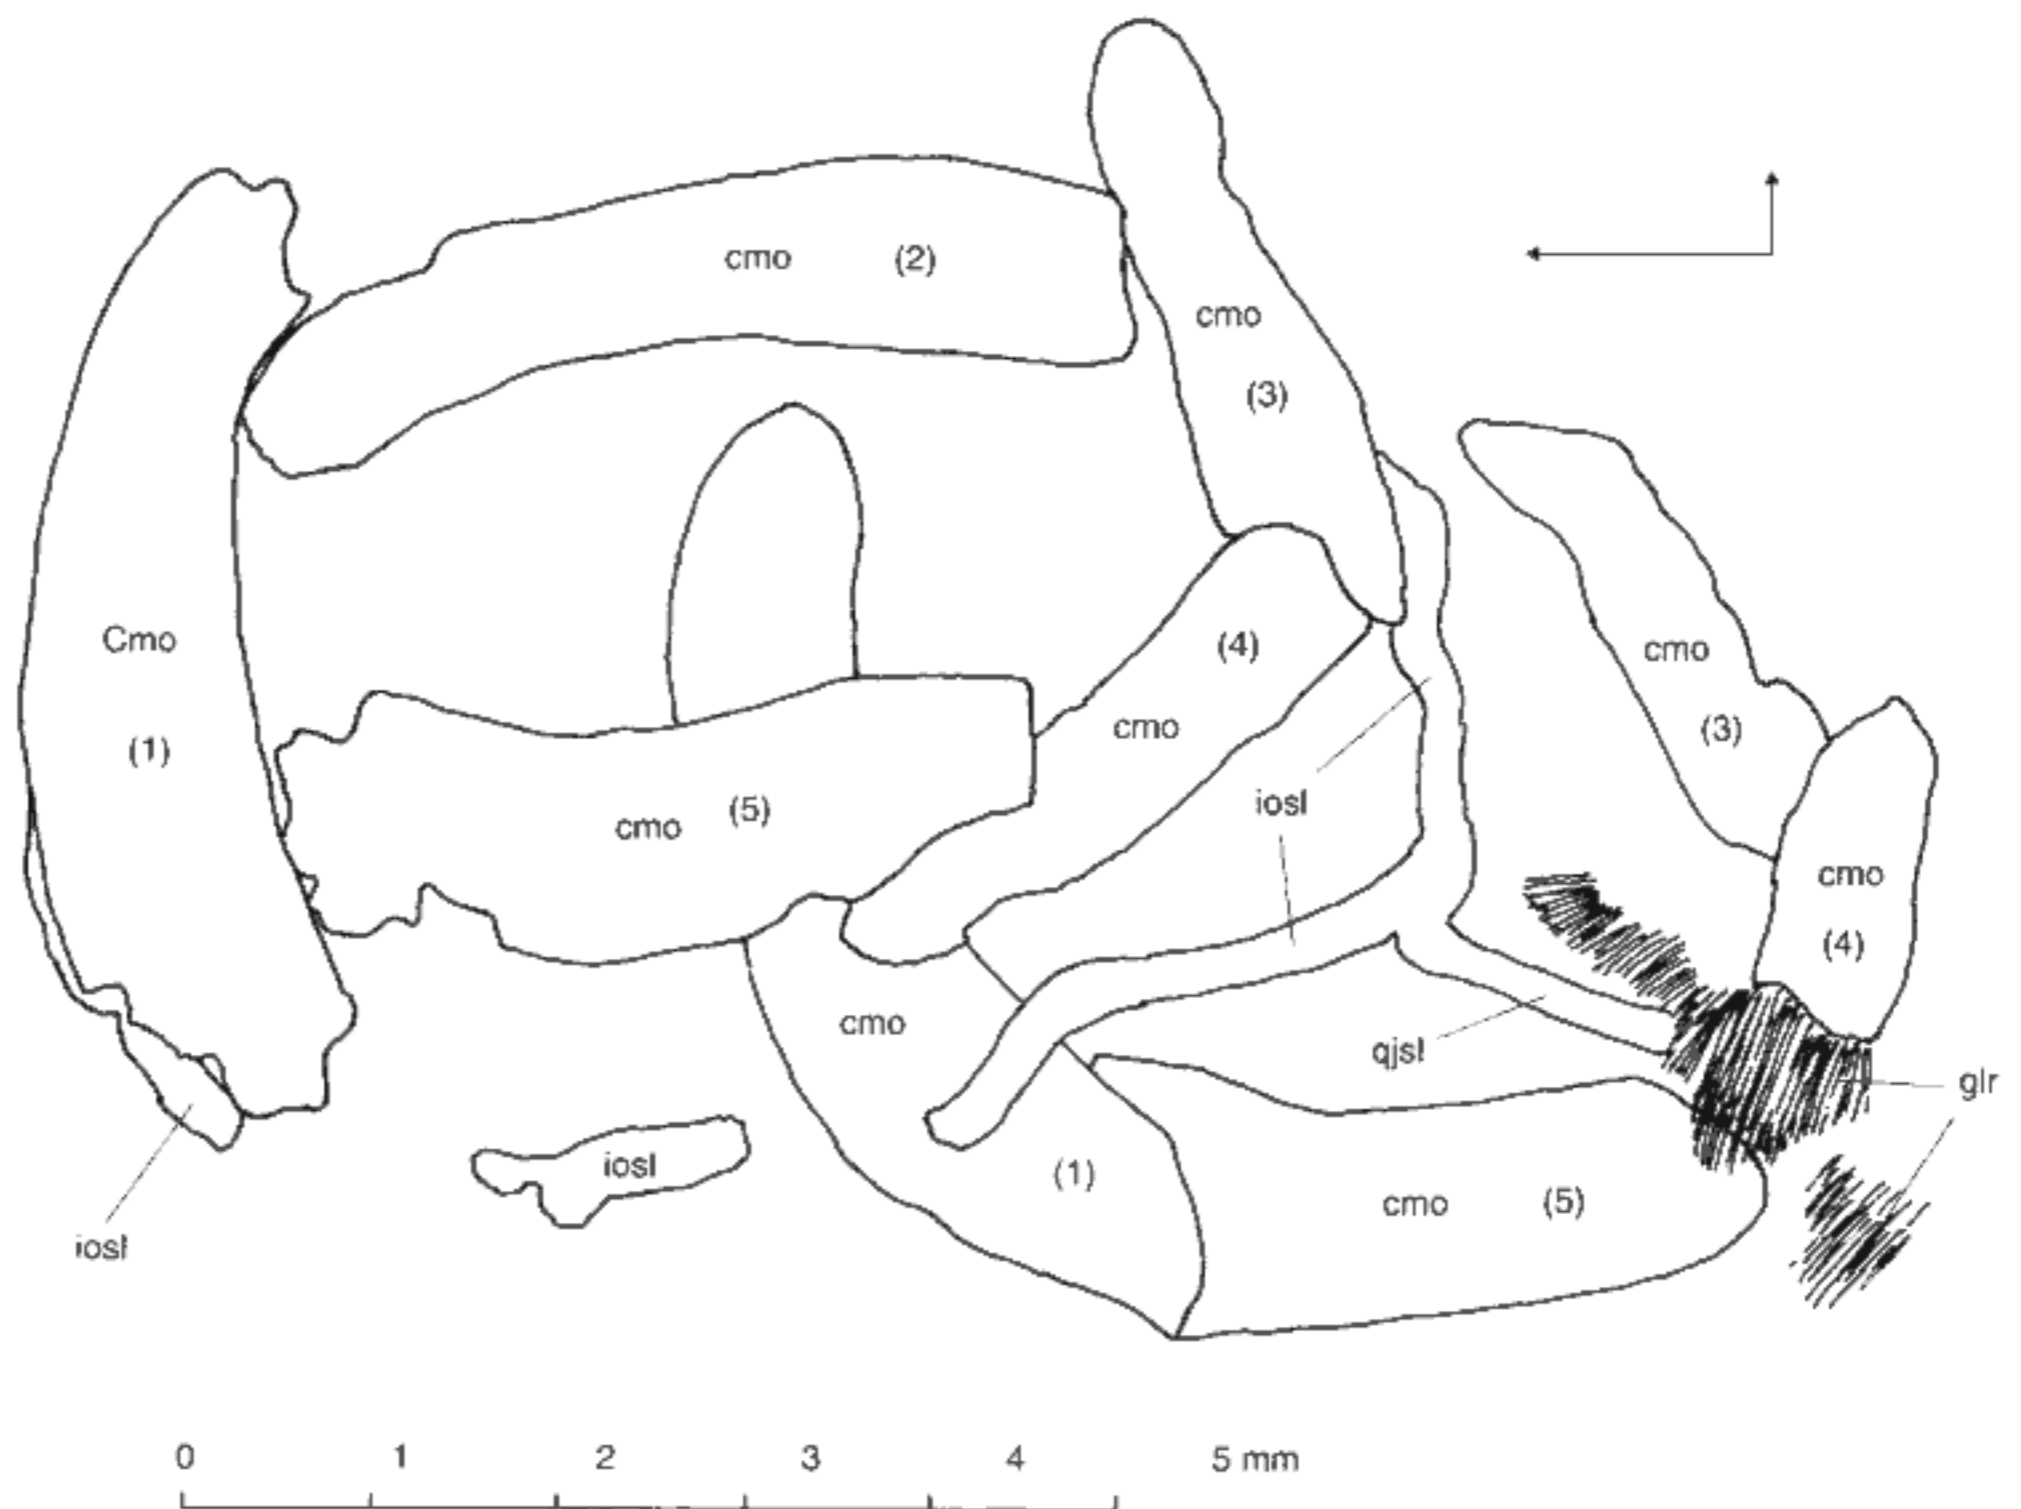 cmo (2)
cmo
(3)
Cmo
(1)
(4)
cmo
cmo
(3)
iosl
cmo (5)
cmo
(4)
cmo
qjsl
glr
iosl
(1)
cmo (5)
iosl
0 1 2 3 4 5 mm